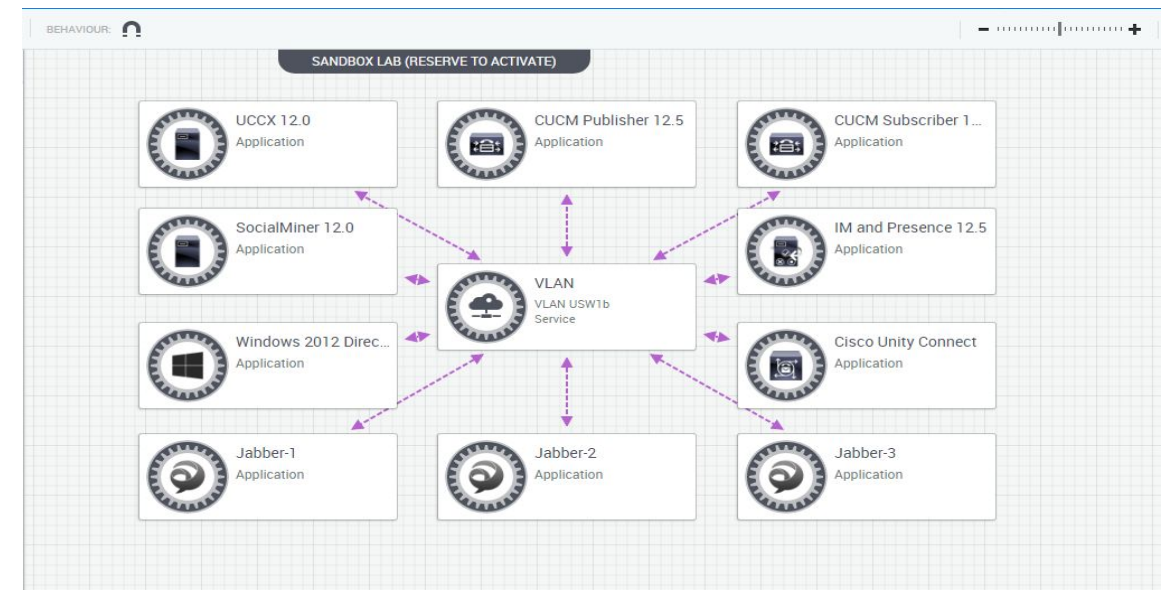 BEHAVIOUR:
SANDBOX LAB (RESERVE TO ACTIVATE)
UCCX 12.0
Application
CUCM Publisher 12.5
Application
CUCM Subscriber 1...
Application
SocialMiner 12.0
Application
IM and Presence 12.5
Application
VLAN
VLAN USW1b
Service
Windows 2012 Direc...
Application
Cisco Unity Connect
Application
Jabber-1
Application
Jabber-2
Application
Jabber-3
Application